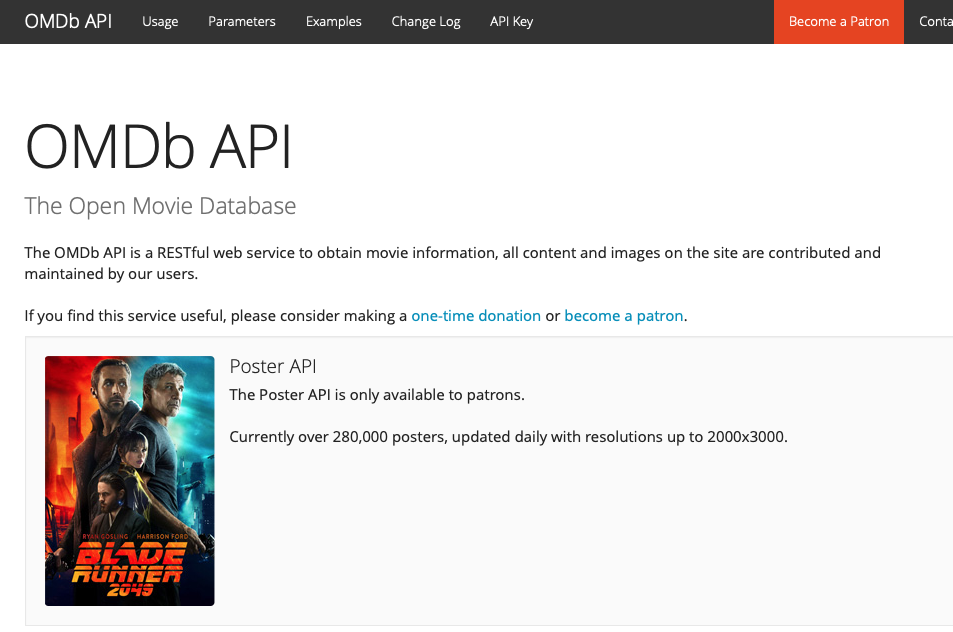 OMDb API Usage Parameters Examples Change Log API Key Become a Patron
OMDb API
The Open Movie Database
The OMDb API is a RESTful web service to obtain movie information, all content and images on the site are contributed and
maintained by our users.
If you find this service useful, please consider making a one-time donation or become a patron.
Poster API
The Poster API is only available to patrons.
Currently over 280,000 posters, updated daily with resolutions up to 2000x3000.
RYAN GOSLING / HARRISON FORD
BLADE
RUNNER
2049